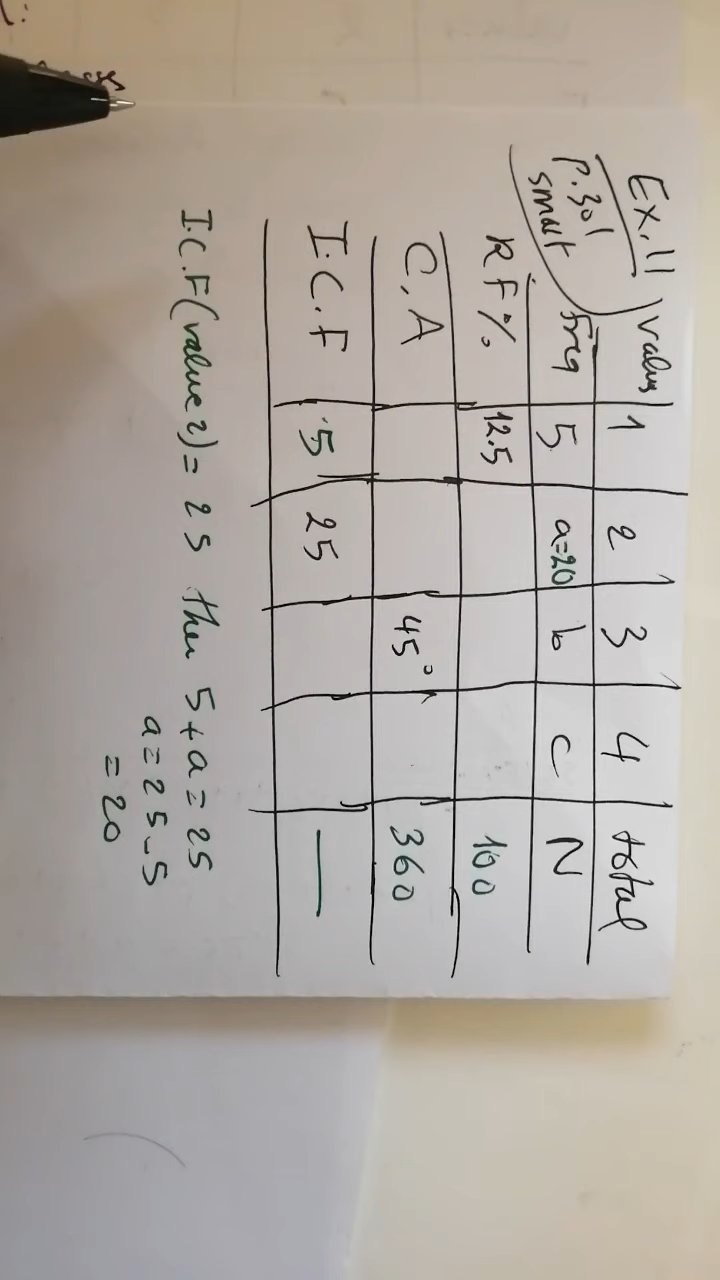 Ex.11
P.301
smart
value 1 2 3 4 total
freq 5 a=20 b c N
RF% 12.5 100
C.A 45° 360
I.C.F 5 25 —
I.C.F(value 2) = 25 then 5+a=25
a=25-5
=20